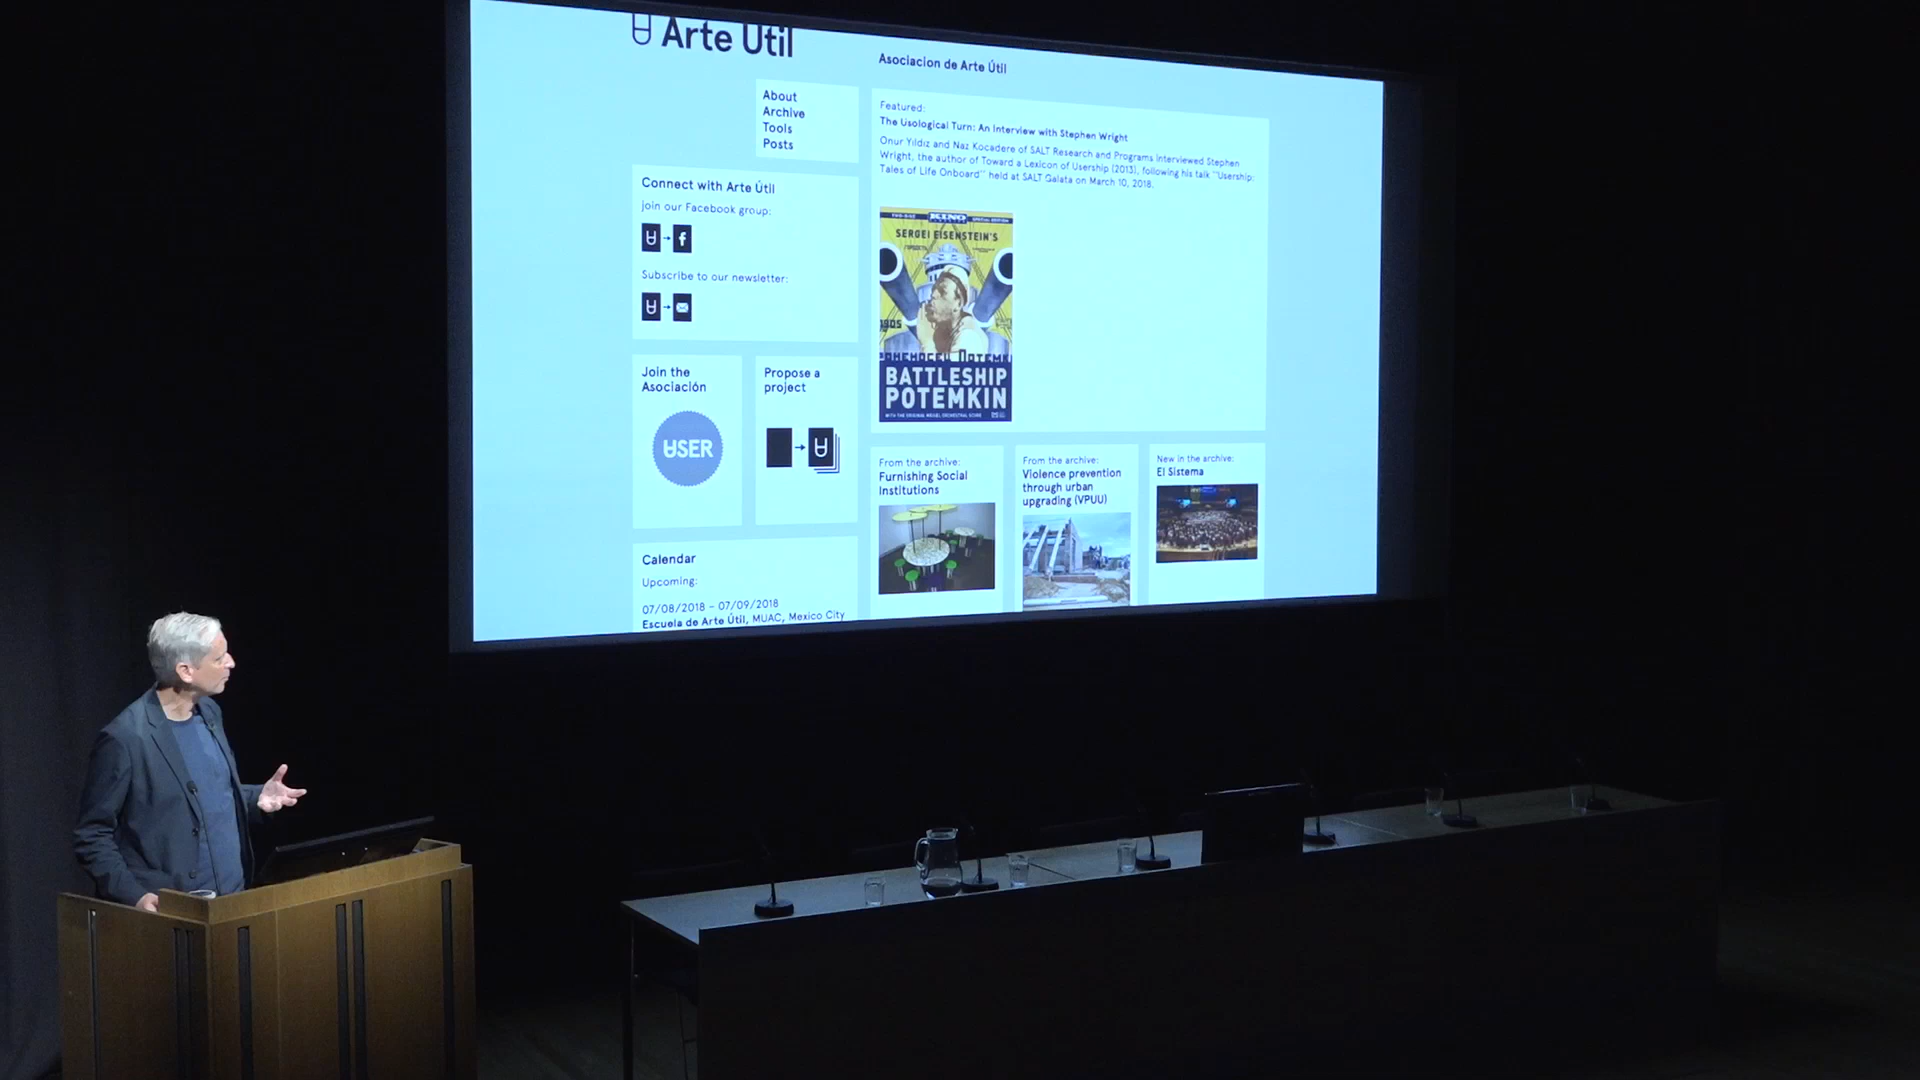 Arte Útil
Asociacion de Arte Útil
About
Archive
Tools
Posts
Featured:
The Usological Turn: An Interview with Stephen Wright
Onur Yıldız and Naz Kocadere of SALT Research and Programs interviewed Stephen
Wright, the author of Toward a Lexicon of Usership (2013), following his talk ''Usership:
Tales of Life Onboard'' held at SALT Galata on March 10, 2018.
Connect with Arte Útil
join our Facebook group:
f
Subscribe to our newsletter:
Join the
Asociación
USER
Propose a
project
KINO
SERGEI EISENSTEIN'S
1905
BATTLESHIP
POTEMKIN
Calendar
Upcoming:
07/08/2018 – 07/09/2018
Escuela de Arte Útil, MUAC, Mexico City
From the archive:
Furnishing Social
Institutions
From the archive:
Violence prevention
through urban
upgrading (VPUU)
New in the archive:
El Sistema